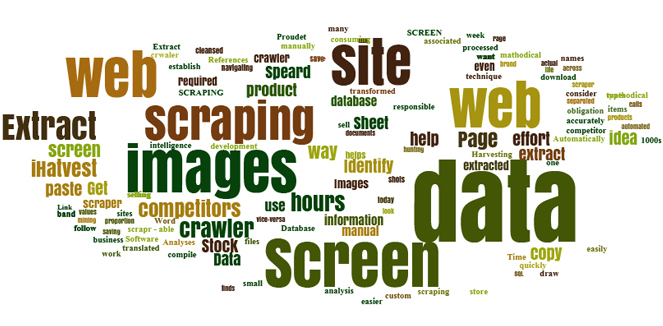 Proudet
many
SCREEN
week
rage
Extract
cleansed
manually
consuming
associated
processed
mathodical
crwaler
References
crawler
save
site
want
brand
actual
names
web
establish
navigating
Speard
even
life
across
required
product
transformed
technique
download
SCRAPING
database
web
scraper
consider
separated
calls
Extract
scraping
responsible
obligation
items
sell
Sheet
accurately
products
documents
help
Page
effort
competitor
automated
screen
intelligence
development
way
helps
hunting
Automatically
idea
1000s
iHatvest
images
identify
Harvesting
extract
extracted
one
paste
Get
Images
shots
data
selling
scraper
competitors
use
hours
today
Link
band
values
sites
Word
vice-versa
information
look
mining
proportion
crawler
manual
follow
saving
scrapr - able
Database
business
Software
Analyses
Stock
files
screen
easily
translated
Data
Time
copy
work
compile
quickly
SQL
draw
small
finds
analysis
custom
scraping
store
easier